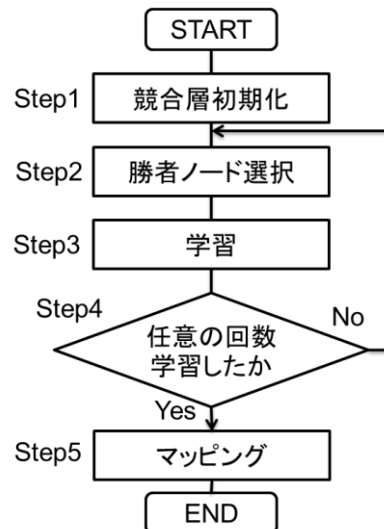 START
Step1
競合層初期化
Step2
勝者ノード選択
Step3
学習
Step4
任意の回数
学習したか
No
Yes
Step5
マッピング
END